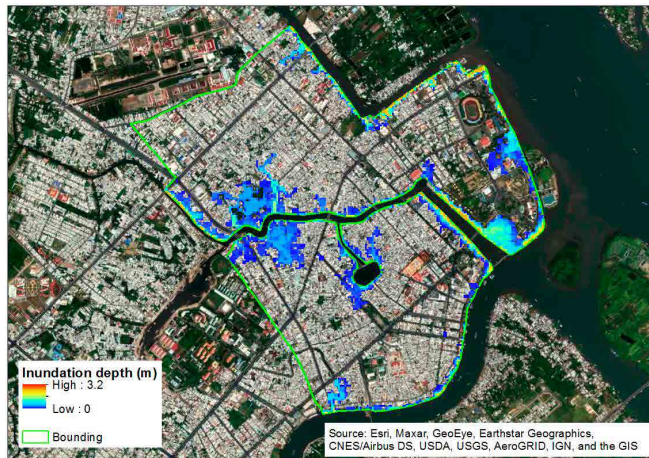 Inundation depth (m)
High : 3.2
Low : 0
Bounding
Source: Esri, Maxar, GeoEye, Earthstar Geographics,
CNES/Airbus DS, USDA, USGS, AeroGRID, IGN, and the GIS